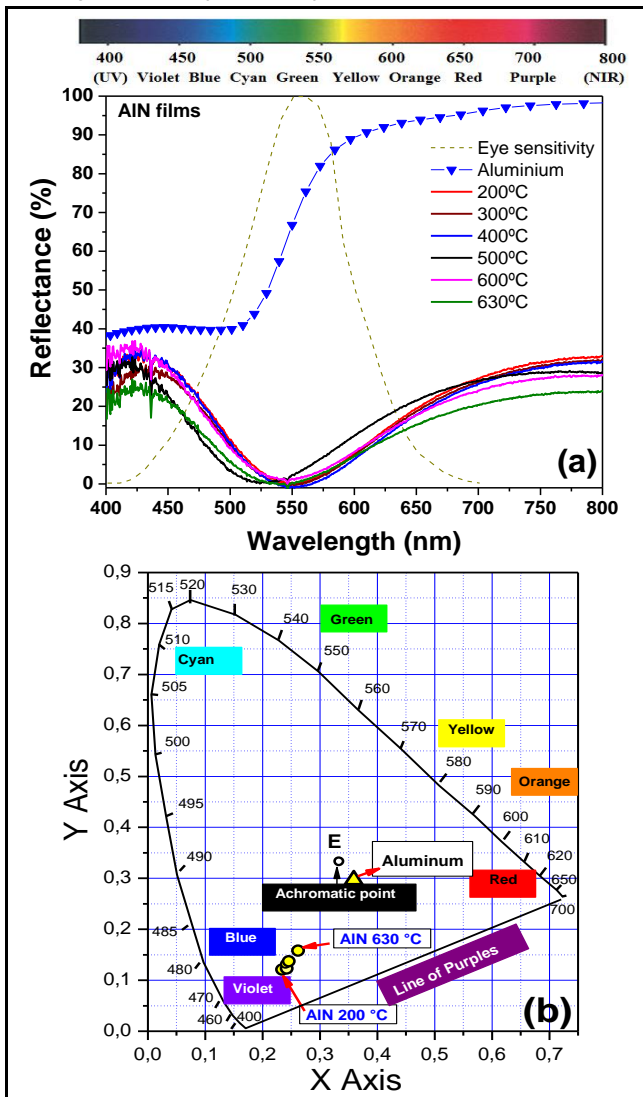 400 450 500 550 600 650 700 800
(UV) Violet Blue Cyan Green Yellow Orange Red Purple (NIR)
AlN films
Eye sensitivity
Aluminium
200ºC
300ºC
400ºC
500ºC
600ºC
630ºC
Reflectance (%)
100
90
80
70
60
50
40
30
20
10
0
(a)
400 450 500 550 600 650 700 750 800
Wavelength (nm)
Y Axis
0,9
0,8
0,7
0,6
0,5
0,4
0,3
0,2
0,1
0,0
515 520 530
540
Green
510
Cyan
550
505
560
570
Yellow
500
580
Orange
590
495
600
610
E
Aluminum
620
490
Red
650
Achromatic point
700
485
Blue
AlN 630 °C
480
Line of Purples
470
Violet
460 400
AlN 200 °C
(b)
0,0 0,1 0,2 0,3 0,4 0,5 0,6 0,7
X Axis